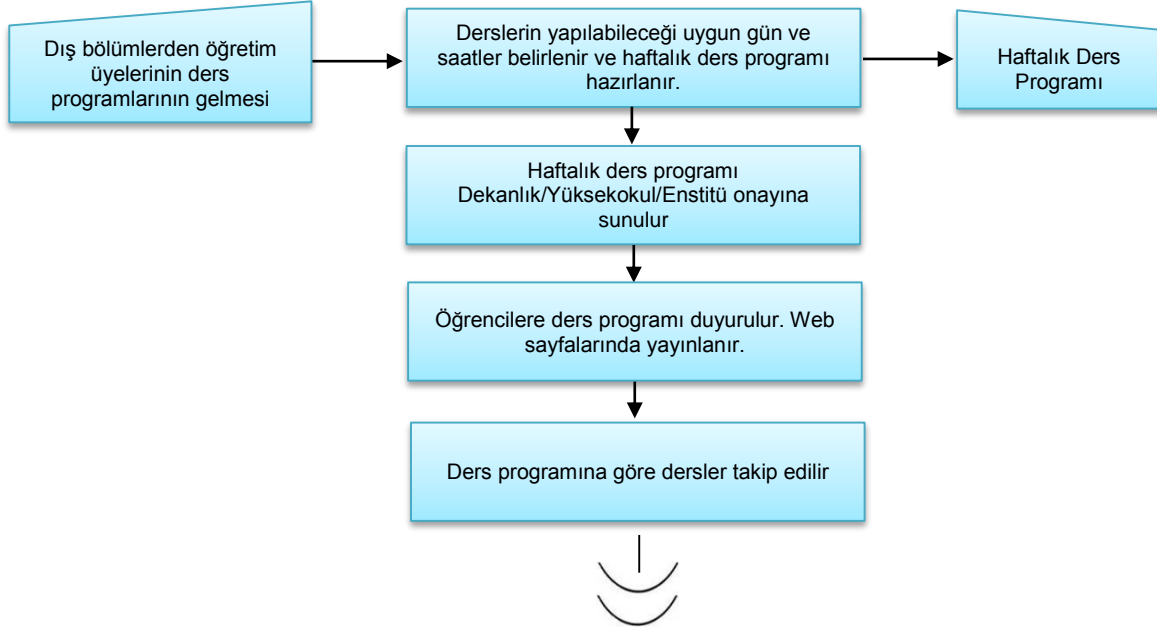 Dış bölümlerden öğretim
üyelerinin ders
programlarının gelmesi
Derslerin yapılabileceği uygun gün ve
saatler belirlenir ve haftalık ders programı
hazırlanır.
Haftalık Ders
Programı
Haftalık ders programı
Dekanlık/Yüksekokul/Enstitü onayına
sunulur
Öğrencilere ders programı duyurulur. Web
sayfalarında yayınlanır.
Ders programına göre dersler takip edilir